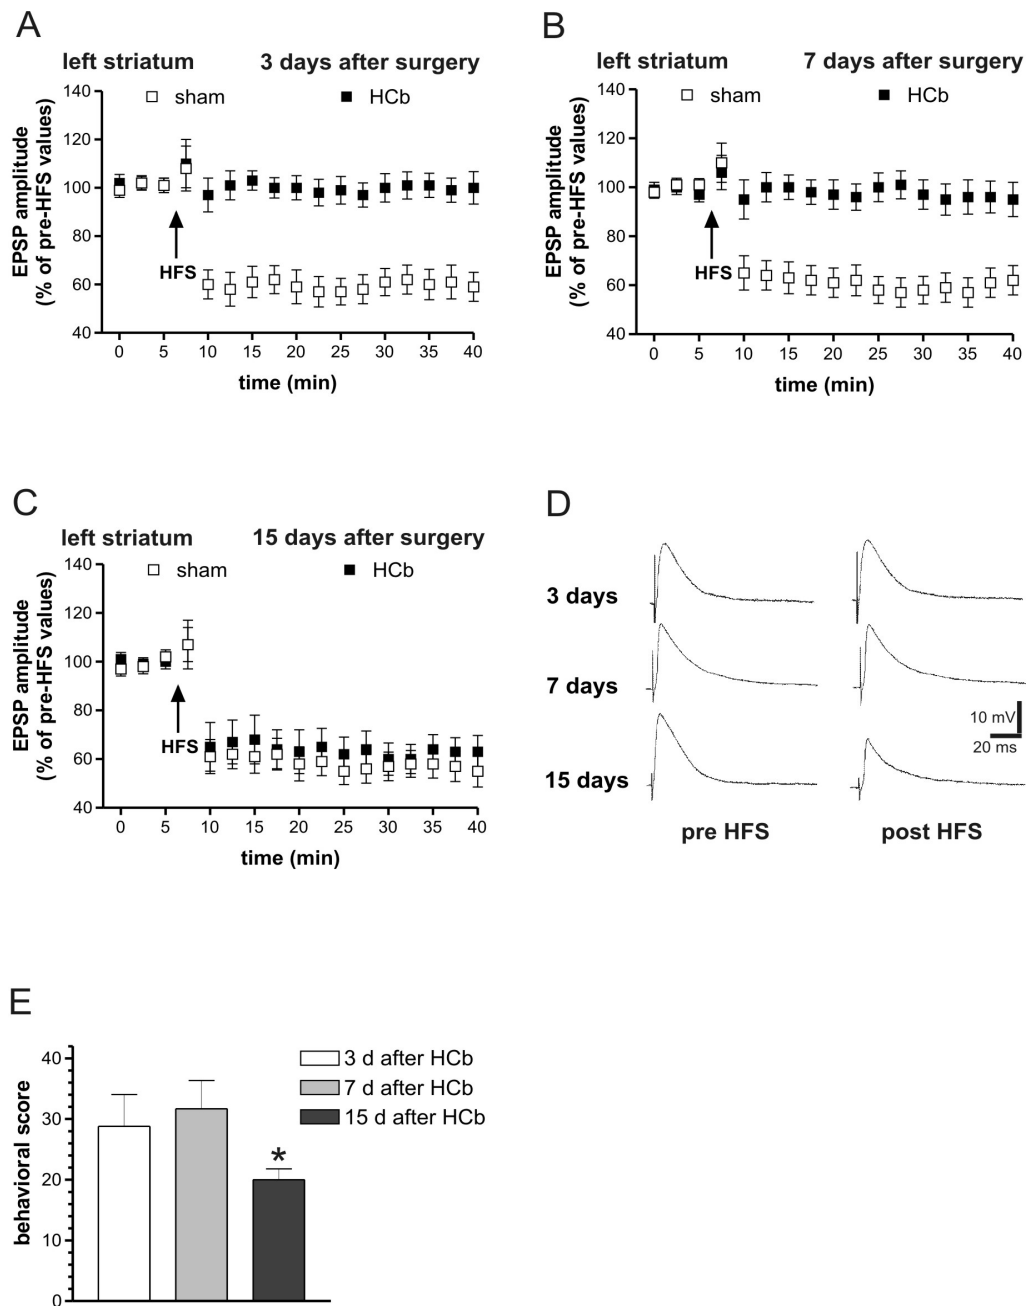 A
left striatum 3 days after surgery
sham HCb
EPSP amplitude
(% of pre-HFS values)
140
120
100
80
60
40
HFS
0 5 10 15 20 25 30 35 40
time (min)
B
left striatum 7 days after surgery
sham HCb
EPSP amplitude
(% of pre-HFS values)
140
120
100
80
60
40
HFS
0 5 10 15 20 25 30 35 40
time (min)
C
left striatum 15 days after surgery
sham HCb
EPSP amplitude
(% of pre-HFS values)
140
120
100
80
60
40
HFS
0 5 10 15 20 25 30 35 40
time (min)
D
3 days
7 days
15 days
10 mV
20 ms
pre HFS post HFS
E
behavioral score
40
30
20
10
0
3 d after HCb
7 d after HCb
15 d after HCb
*